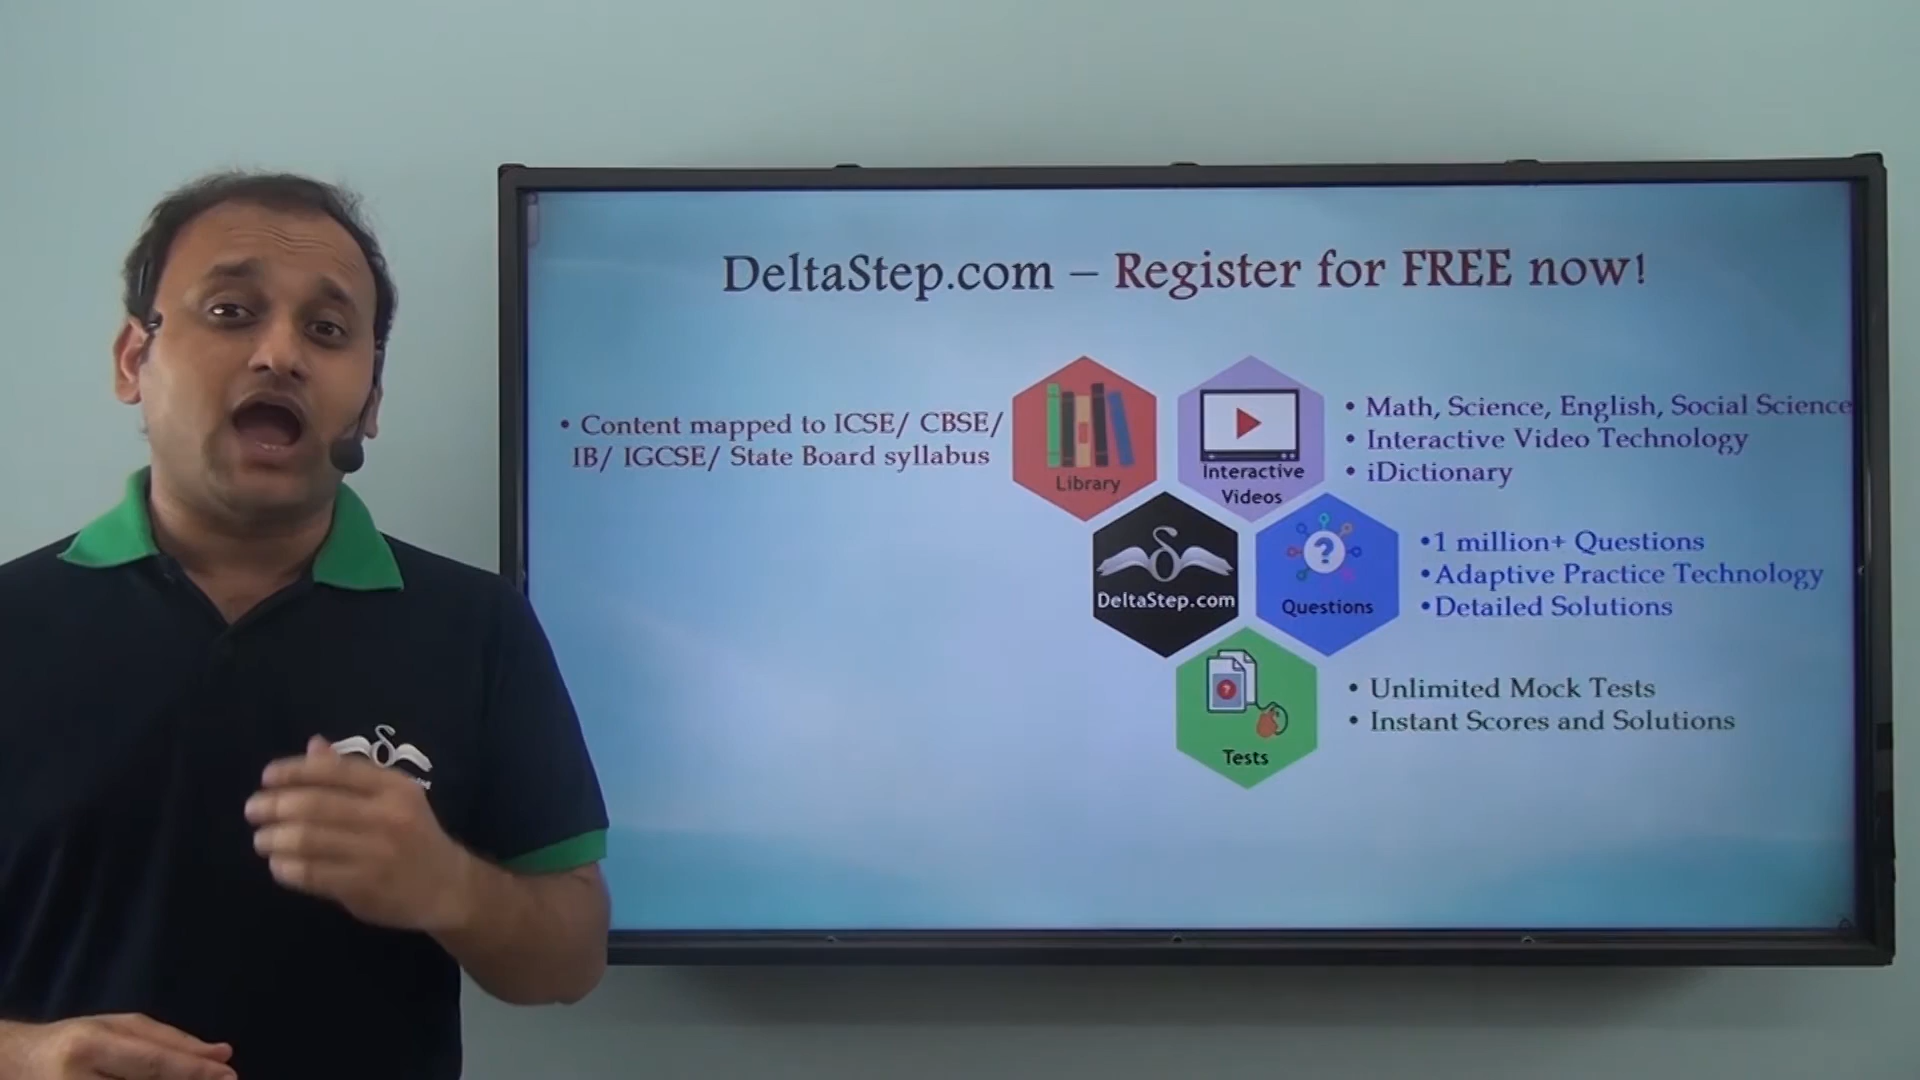 DeltaStep.com – Register for FREE now!
• Content mapped to ICSE/ CBSE/
IB/ IGCSE/ State Board syllabus
Library
Interactive
Videos
• Math, Science, English, Social Science
• Interactive Video Technology
• iDictionary
DeltaStep.com
Questions
•1 million+ Questions
•Adaptive Practice Technology
•Detailed Solutions
Tests
• Unlimited Mock Tests
• Instant Scores and Solutions